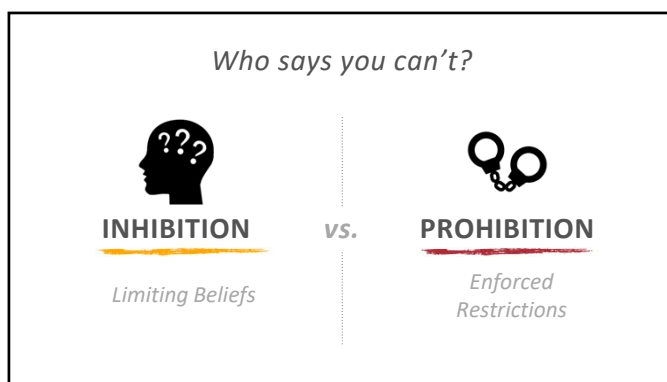 Who says you can't?
???
INHIBITION
Limiting Beliefs
vs.
PROHIBITION
Enforced
Restrictions